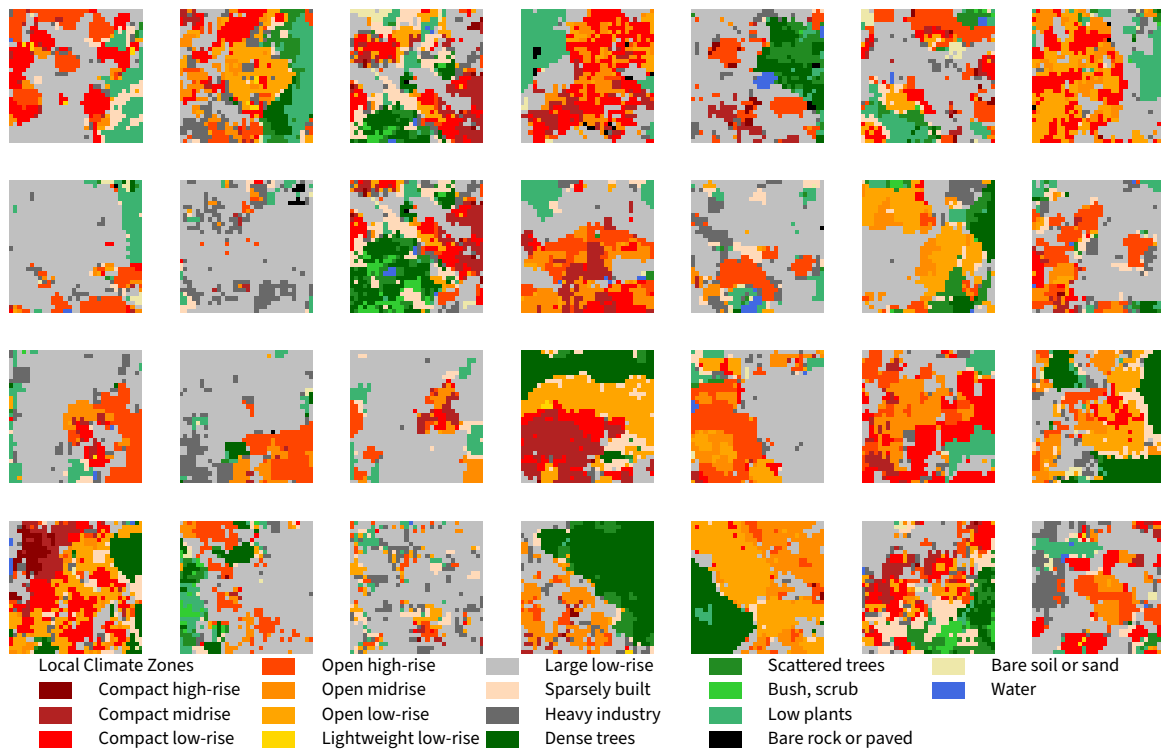 Local Climate Zones
Compact high-rise
Compact midrise
Compact low-rise
Open high-rise
Open midrise
Open low-rise
Lightweight low-rise
Large low-rise
Sparsely built
Heavy industry
Dense trees
Scattered trees
Bush, scrub
Low plants
Bare rock or paved
Bare soil or sand
Water